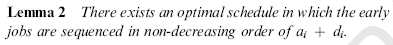 Lemma 2 There exists an optimal schedule in which the early
jobs are sequenced in non-decreasing order of aᵢ + dᵢ.